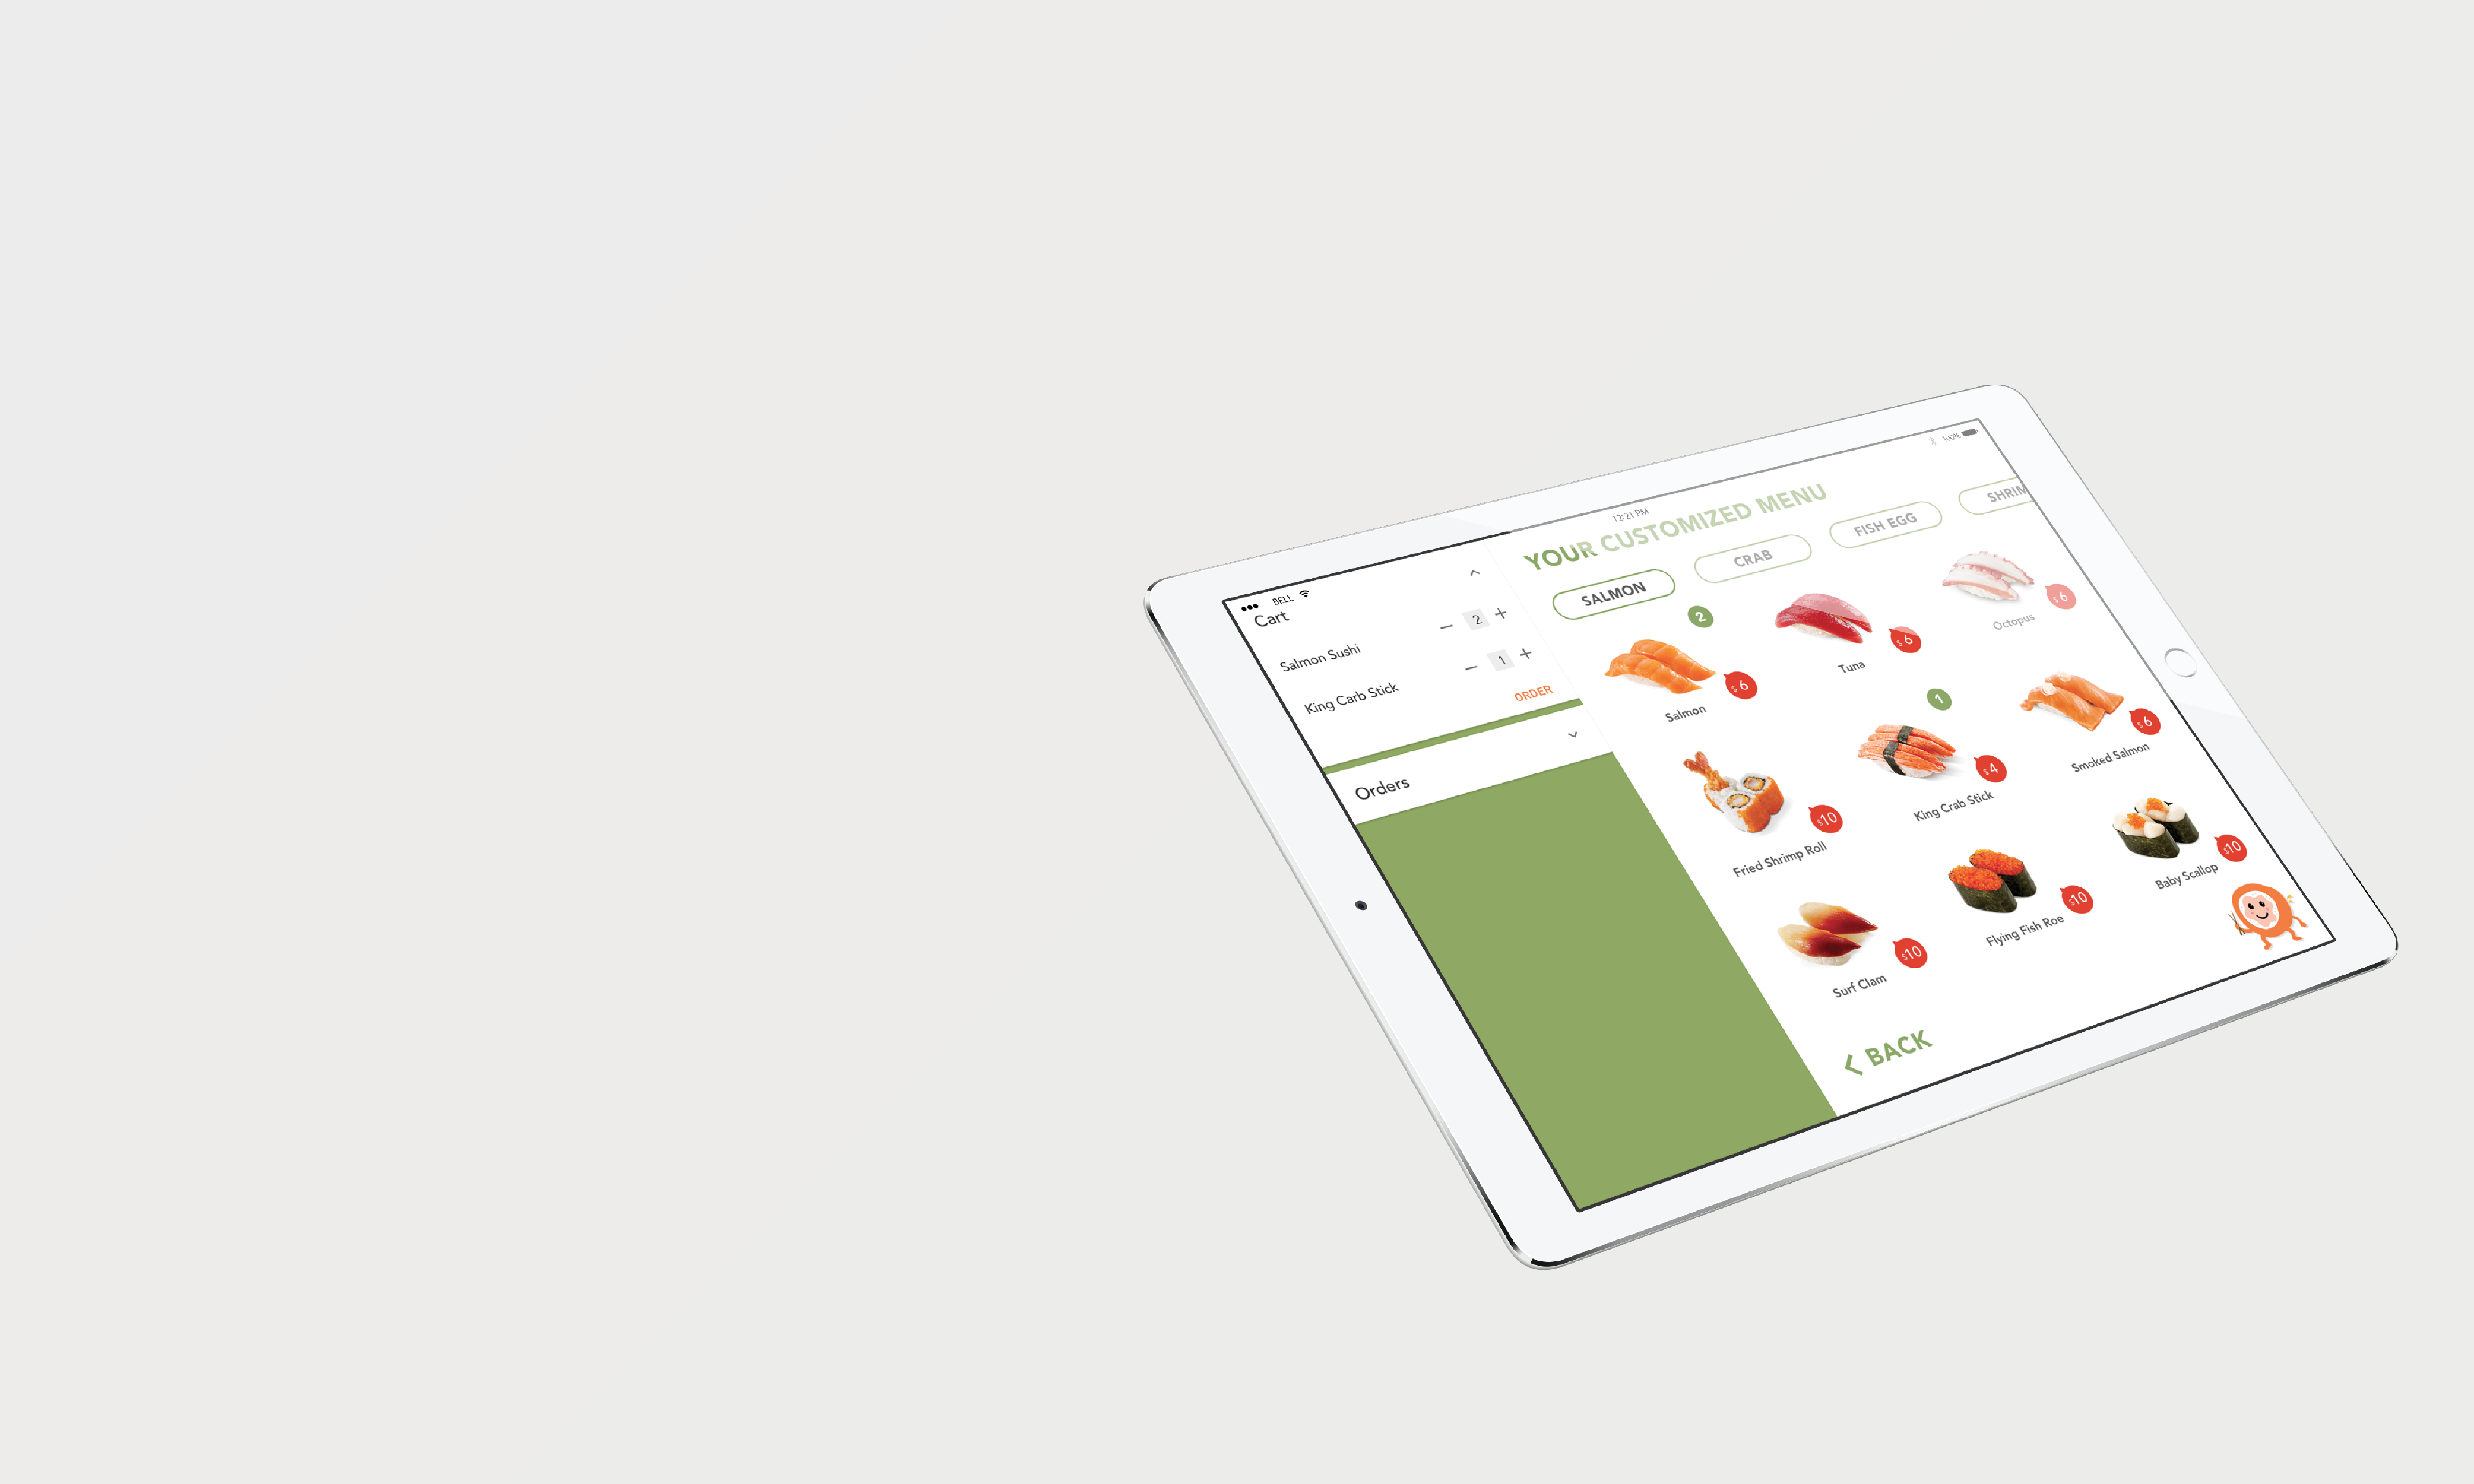 BELL
12:21 PM
100%
Cart
Salmon Sushi
2
King Carb Stick
1
ORDER
Orders
YOUR CUSTOMIZED MENU
SALMON
CRAB
FISH EGG
SHRIM
2
$ 6
Salmon
$ 6
Tuna
$ 6
Octopus
$10
Fried Shrimp Roll
1
$ 4
King Crab Stick
$ 6
Smoked Salmon
$10
Surf Clam
$10
Flying Fish Roe
$10
Baby Scallop
BACK